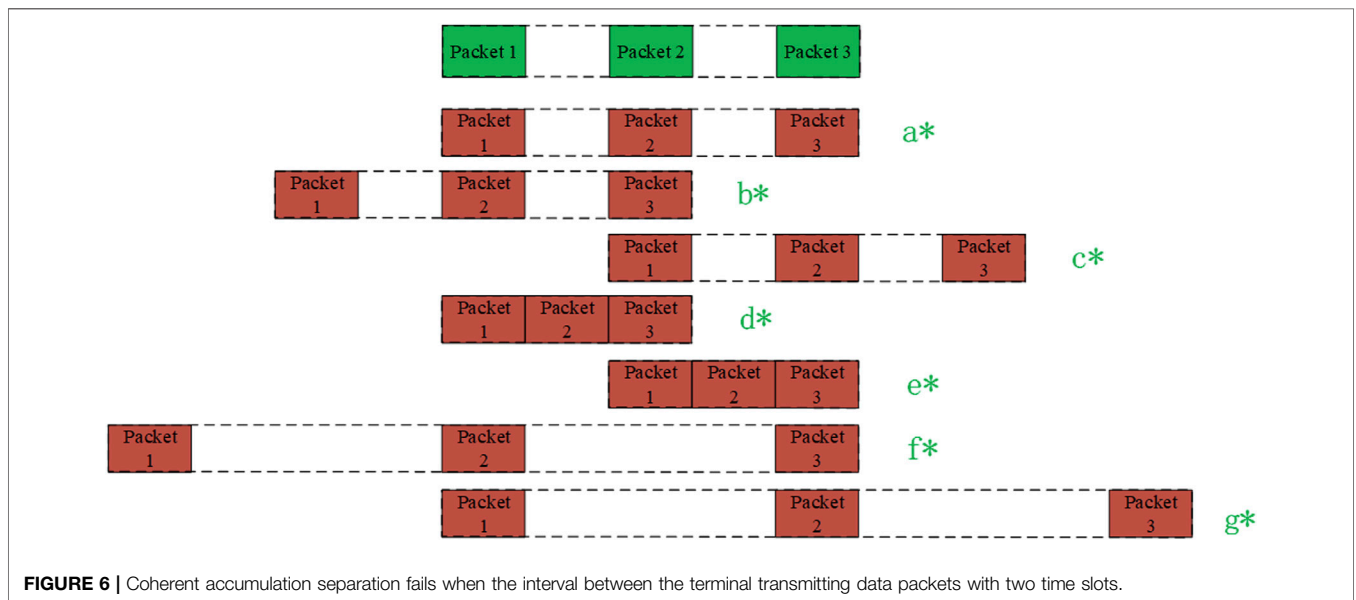 Packet 1 Packet 2 Packet 3
Packet Packet Packet
1 2 3
a*
Packet Packet Packet
1 2 3
b*
Packet Packet Packet
1 2 3
c*
Packet Packet Packet
1 2 3
d*
Packet Packet Packet
1 2 3
e*
Packet Packet Packet
1 2 3
f*
Packet Packet Packet
1 2 3
g*
FIGURE 6 | Coherent accumulation separation fails when the interval between the terminal transmitting data packets with two time slots.